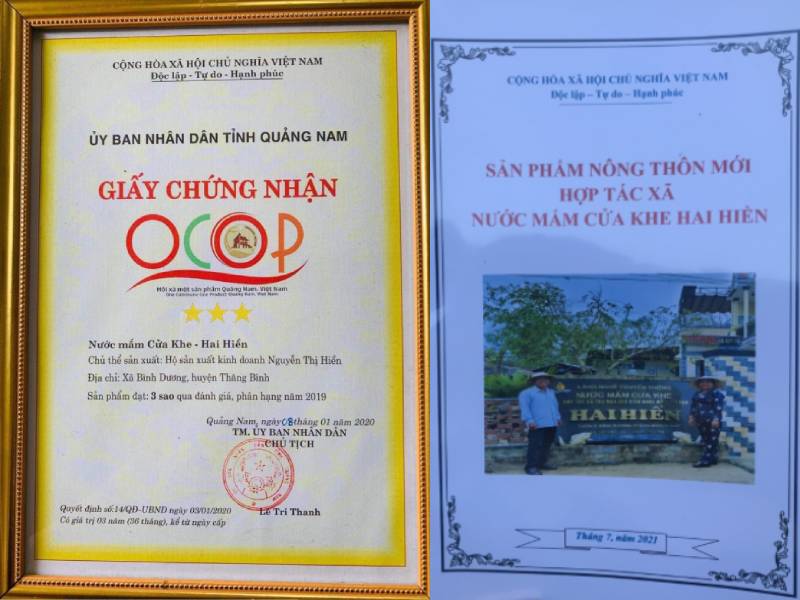 CỘNG HÒA XÃ HỘI CHỦ NGHĨA VIỆT NAM
Độc lập - Tự do - Hạnh phúc
ỦY BAN NHÂN DÂN TỈNH QUẢNG NAM
GIẤY CHỨNG NHẬN
OCOP
Mỗi xã một sản phẩm Quảng Nam, Việt Nam
One Commune One Product Quang Nam, Viet Nam
Nước mắm Cửa Khe - Hai Hiền
Chủ thể sản xuất: Hộ sản xuất kinh doanh Nguyễn Thị Hiền
Địa chỉ: Xã Bình Dương, huyện Thăng Bình
Sản phẩm đạt: 3 sao qua đánh giá, phân hạng năm 2019
Quảng Nam, ngày 08 tháng 01 năm 2020
TM. ỦY BAN NHÂN DÂN
CHỦ TỊCH
Lê Trí Thanh
Quyết định số:14/QĐ-UBND ngày 03/01/2020
Có giá trị 03 năm (36 tháng), kể từ ngày cấp
CỘNG HÒA XÃ HỘI CHỦ NGHĨA VIỆT NAM
Độc lập – Tự do – Hạnh phúc
SẢN PHẨM NÔNG THÔN MỚI
HỢP TÁC XÃ
NƯỚC MẮM CỬA KHE HAI HIỀN
LÀNG NGHỀ TRUYỀN THỐNG
NƯỚC MẮM CỬA KHE
HAI HIỀN
Tháng 7, năm 2021